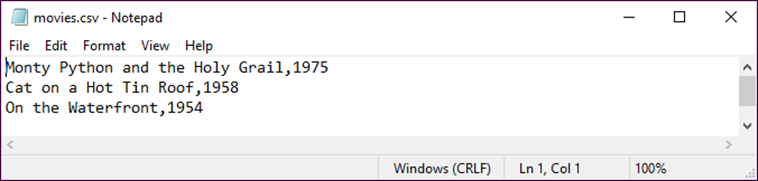 movies.csv - Notepad
File Edit Format View Help
Monty Python and the Holy Grail,1975
Cat on a Hot Tin Roof,1958
On the Waterfront,1954
Windows (CRLF) Ln 1, Col 1 100%